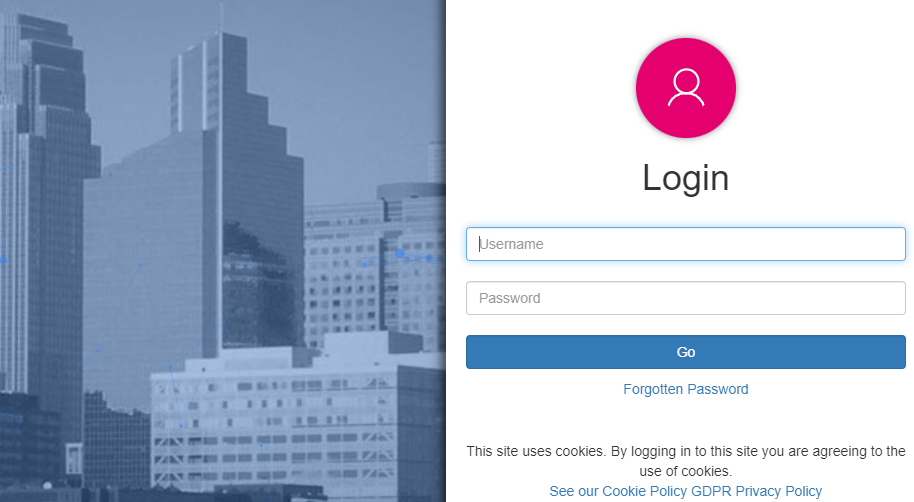 Login
Username
Password
Go
Forgotten Password
This site uses cookies. By logging in to this site you are agreeing to the
use of cookies.
See our Cookie Policy GDPR Privacy Policy